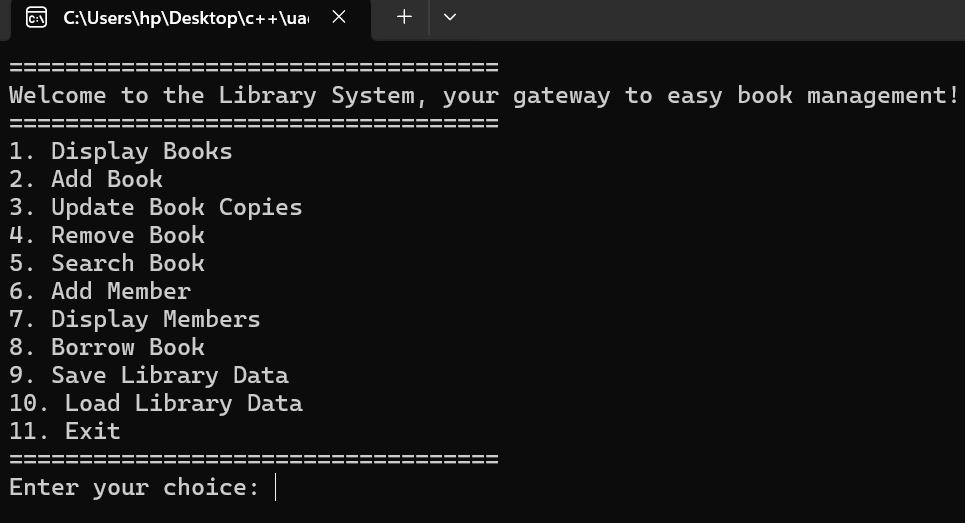 C:\Users\hp\Desktop\c++\
===================================
Welcome to the Library System, your gateway to easy book management!
===================================
1. Display Books
2. Add Book
3. Update Book Copies
4. Remove Book
5. Search Book
6. Add Member
7. Display Members
8. Borrow Book
9. Save Library Data
10. Load Library Data
11. Exit
===================================
Enter your choice: